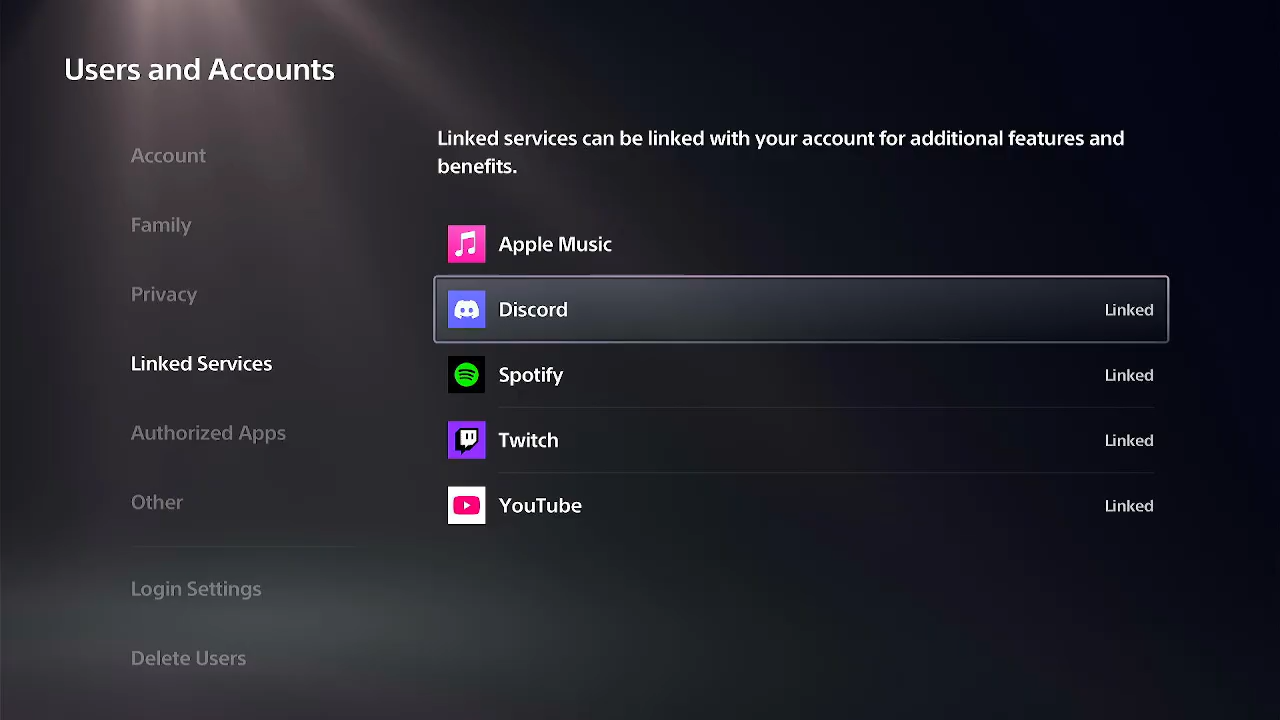 Users and Accounts
Account
Family
Privacy
Linked Services
Authorized Apps
Other
Login Settings
Delete Users
Linked services can be linked with your account for additional features and
benefits.
Apple Music
Discord Linked
Spotify Linked
Twitch Linked
YouTube Linked